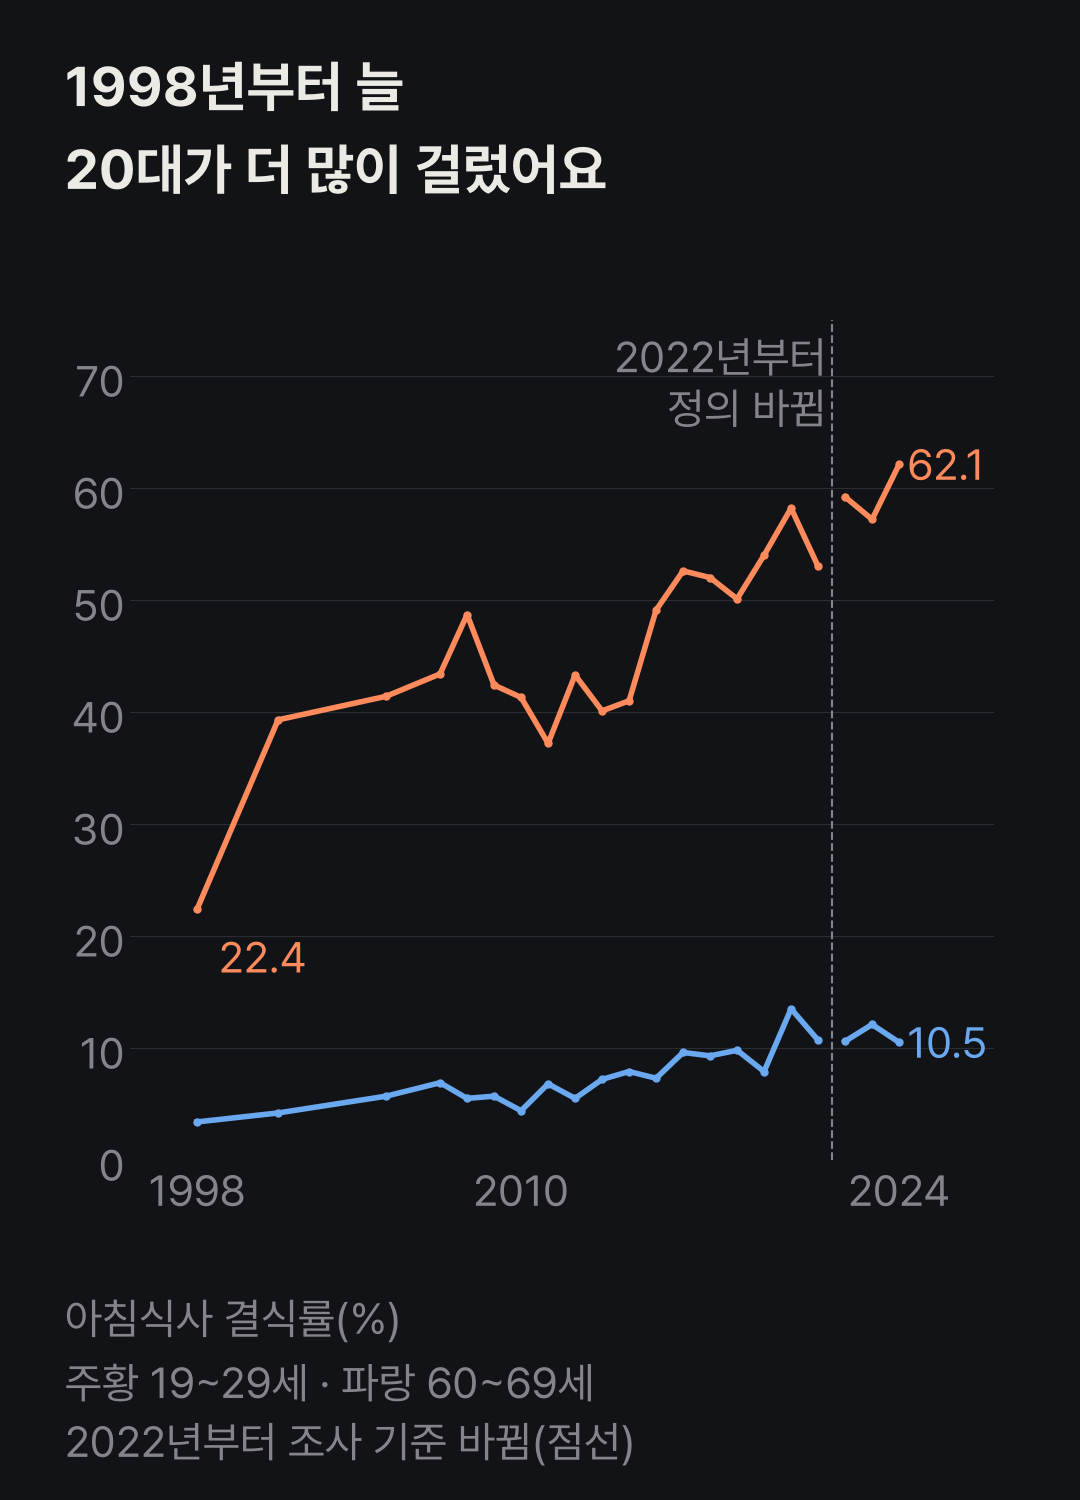 1998년부터 늘
20대가 더 많이 걸렀어요
2022년부터
정의 바뀜
70
60
50
40
30
20
10
0
62.1
22.4
10.5
1998
2010
2024
아침식사 결식률(%)
주황 19~29세 · 파랑 60~69세
2022년부터 조사 기준 바뀜(점선)